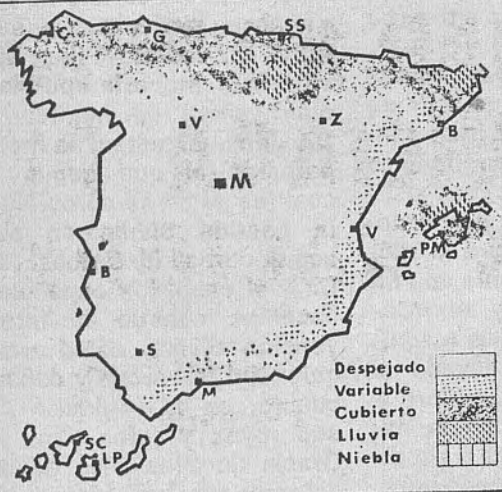 SS
C
G
V
Z
B
M
V
PM
B
S
M
SC
LP
Despejado
Variable
Cubierto
Lluvia
Niebla